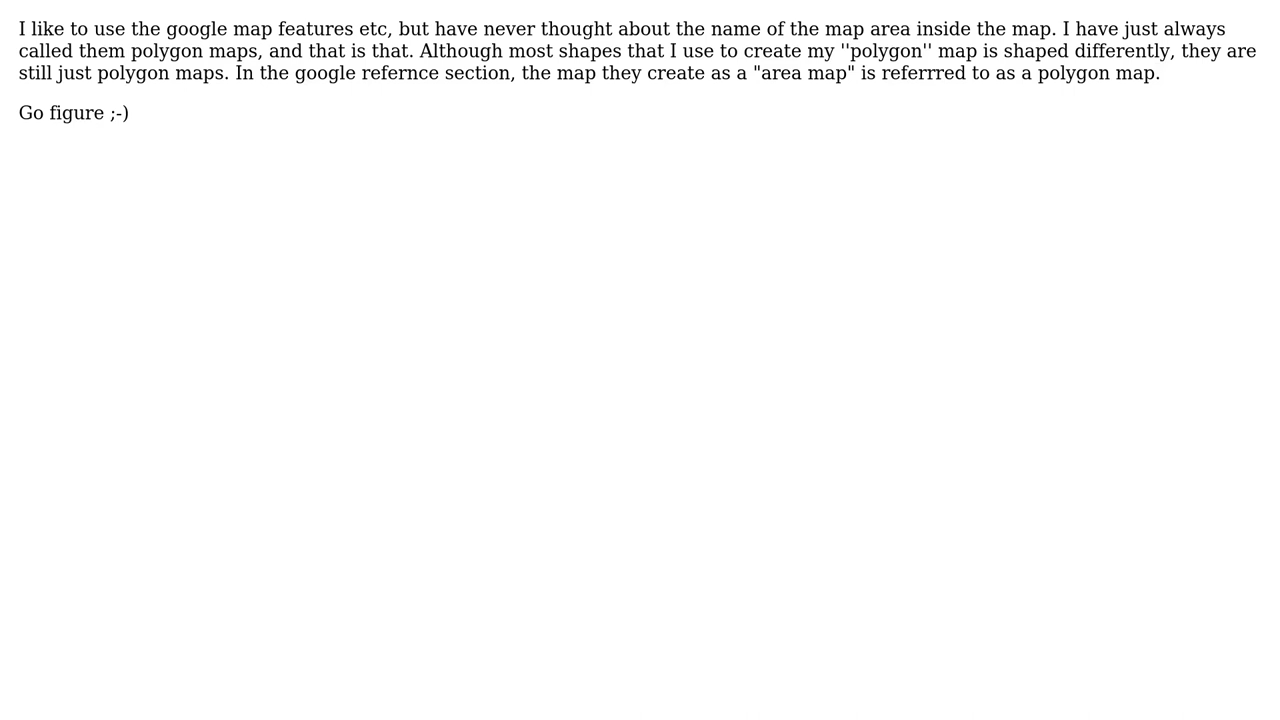 I like to use the google map features etc, but have never thought about the name of the map area inside the map. I have just always
called them polygon maps, and that is that. Although most shapes that I use to create my ''polygon'' map is shaped differently, they are
still just polygon maps. In the google refernce section, the map they create as a "area map" is referrred to as a polygon map.
Go figure ;-)